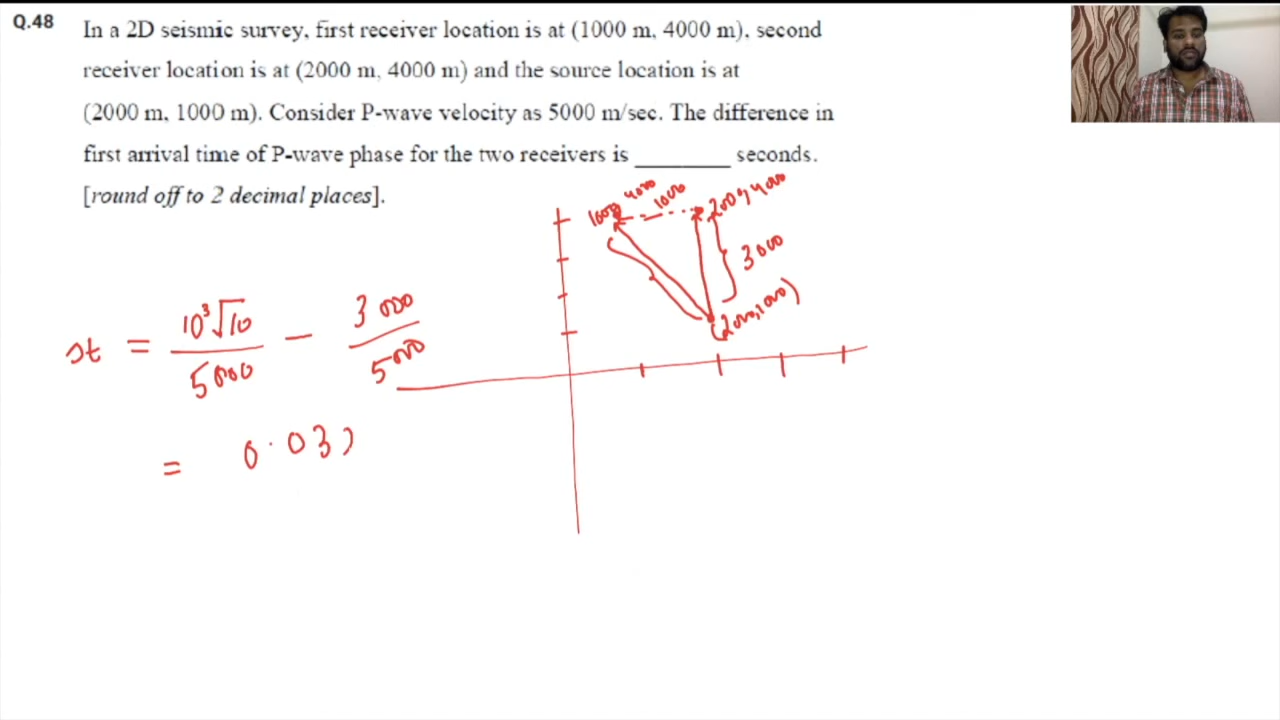 Q.48 In a 2D seismic survey, first receiver location is at (1000 m, 4000 m), second
receiver location is at (2000 m, 4000 m) and the source location is at
(2000 m, 1000 m). Consider P-wave velocity as 5000 m/sec. The difference in
first arrival time of P-wave phase for the two receivers is ________ seconds.
[round off to 2 decimal places].
4000
1000
2000, 4000
3000
(2000, 1000)
= 10³√10 / 5000 − 3000 / 5000
= 0.03